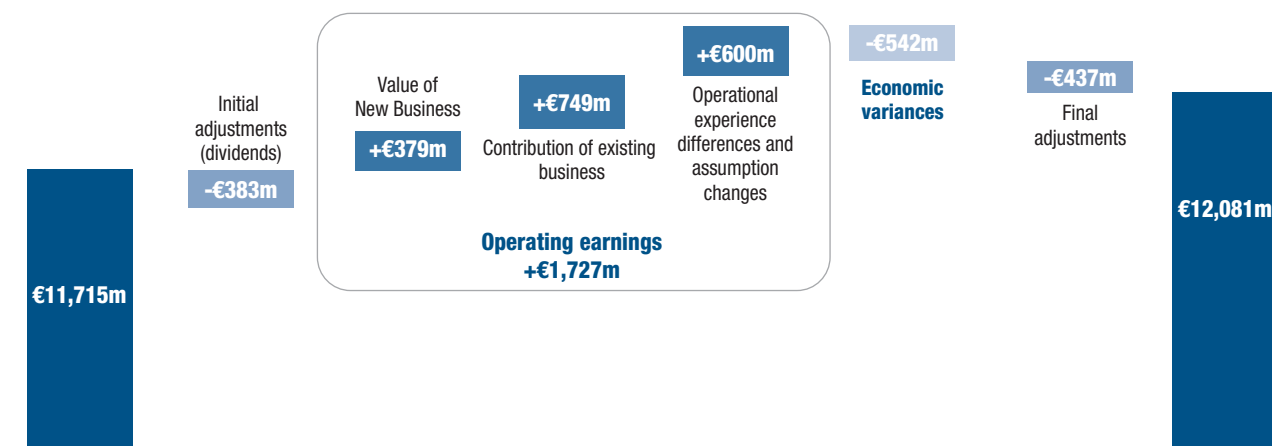 €11,715m
Initial
adjustments
(dividends)
-€383m
Value of
New Business
+€379m
+€749m
Contribution of existing
business
+€600m
Operational
experience
differences and
assumption
changes
Operating earnings
+€1,727m
-€542m
Economic
variances
-€437m
Final
adjustments
€12,081m